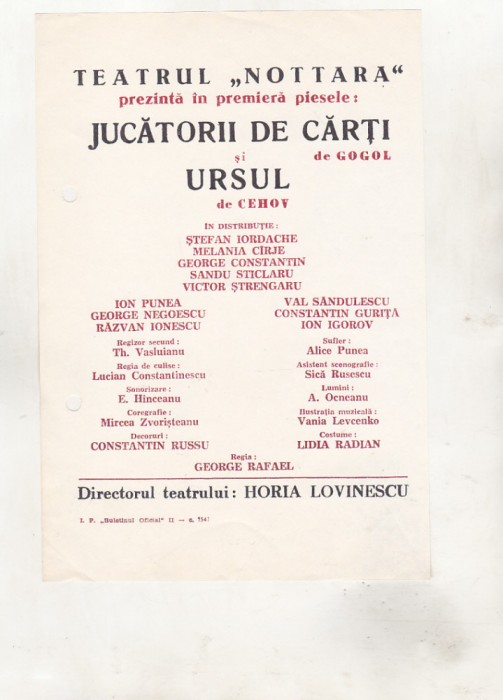 TEATRUL „NOTTARA“
prezintă în premieră piesele:
JUCĂTORII DE CĂRȚI
și de GOGOL
URSUL
de CEHOV
ÎN DISTRIBUȚIE:
ȘTEFAN IORDACHE
MELANIA CÎRJE
GEORGE CONSTANTIN
SANDU STICLARU
VICTOR ȘTRENGARU
ION PUNEA
GEORGE NEGOESCU
RĂZVAN IONESCU
VAL SĂNDULESCU
CONSTANTIN GURIȚA
ION IGOROV
Regizor secund:
Th. Vasluianu
Sufler:
Alice Punea
Regia de culise:
Lucian Constantinescu
Asistent scenografie:
Sică Rusescu
Sonorizare:
E. Hinceanu
Lumini:
A. Ocneanu
Coregrafie:
Mircea Zvorișteanu
Ilustrația muzicală:
Vania Levcenko
Decoruri:
CONSTANTIN RUSSU
Costume:
LIDIA RADIAN
Regia:
GEORGE RAFAEL
Directorul teatrului: HORIA LOVINESCU
I. P. „Buletinul Oficial“ II — c.